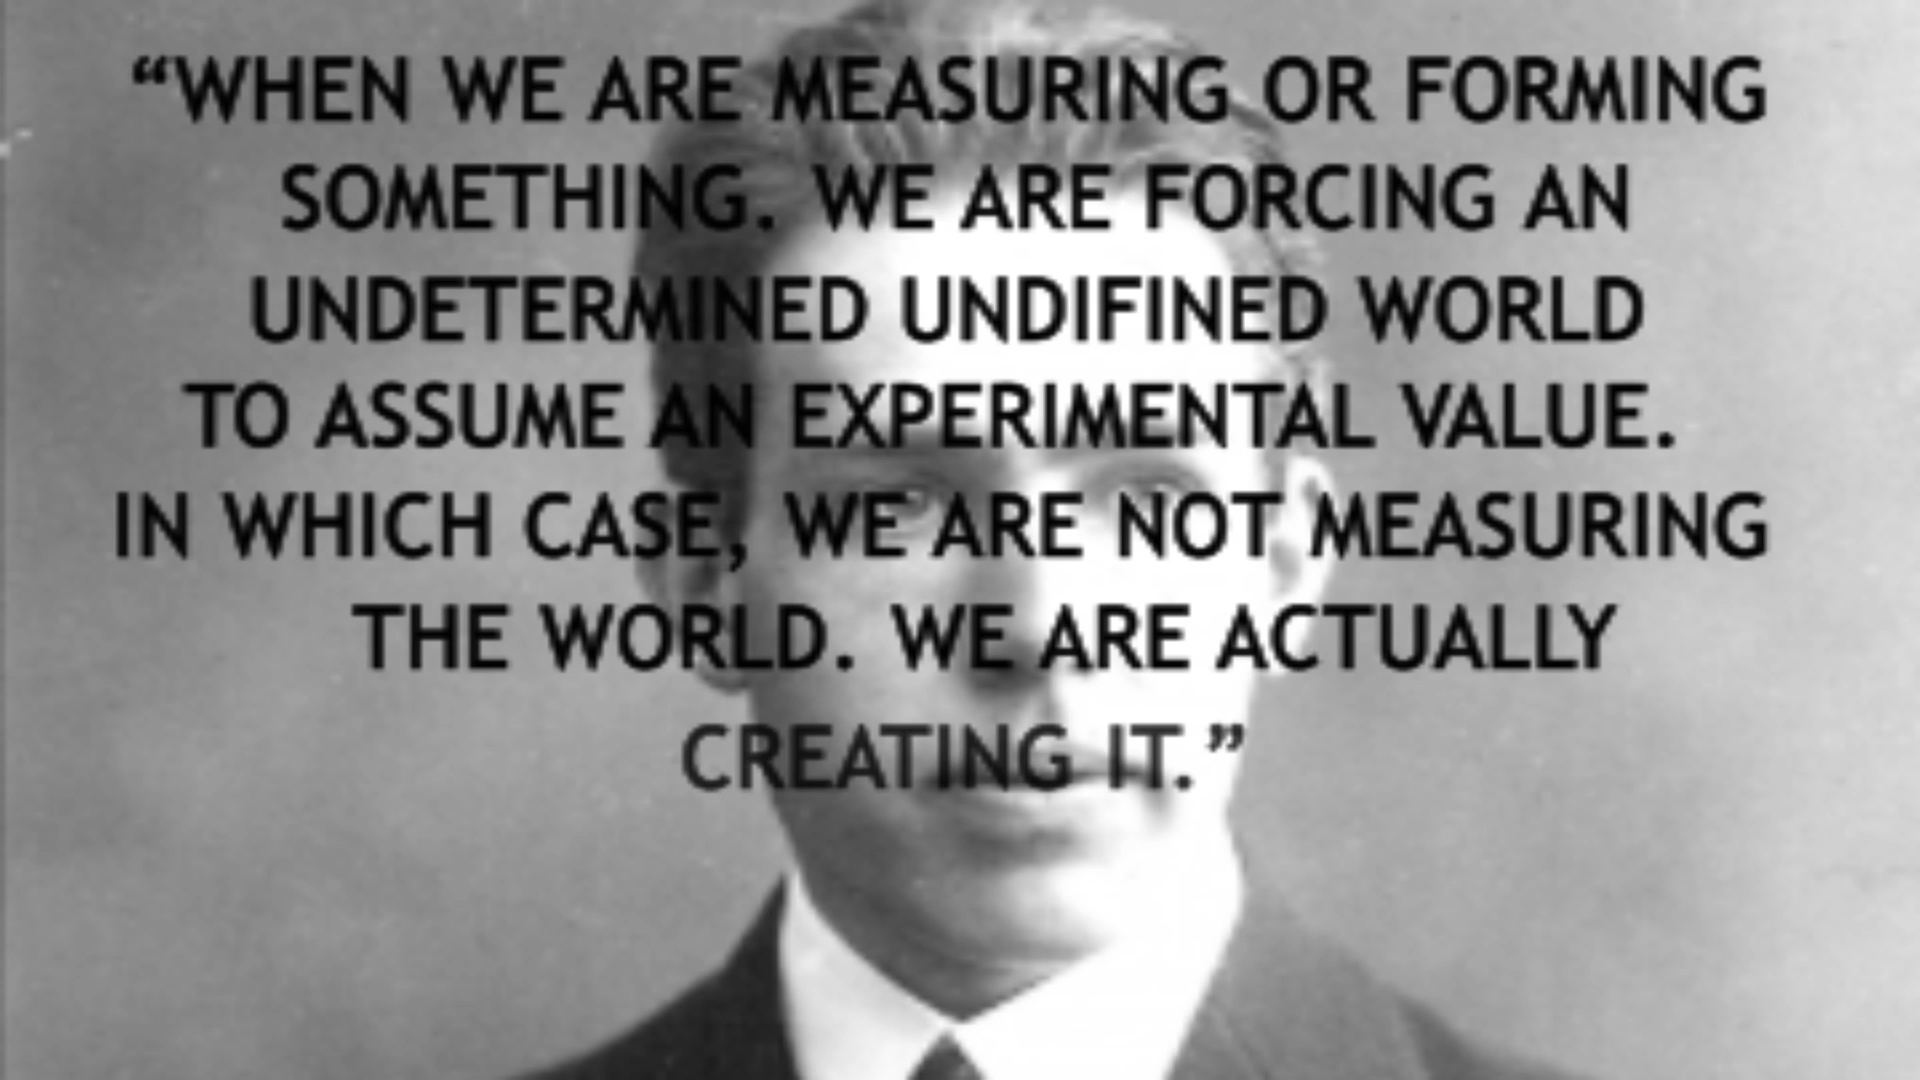 “WHEN WE ARE MEASURING OR FORMING
SOMETHING. WE ARE FORCING AN
UNDETERMINED UNDIFINED WORLD
TO ASSUME AN EXPERIMENTAL VALUE.
IN WHICH CASE, WE ARE NOT MEASURING
THE WORLD. WE ARE ACTUALLY
CREATING IT.”